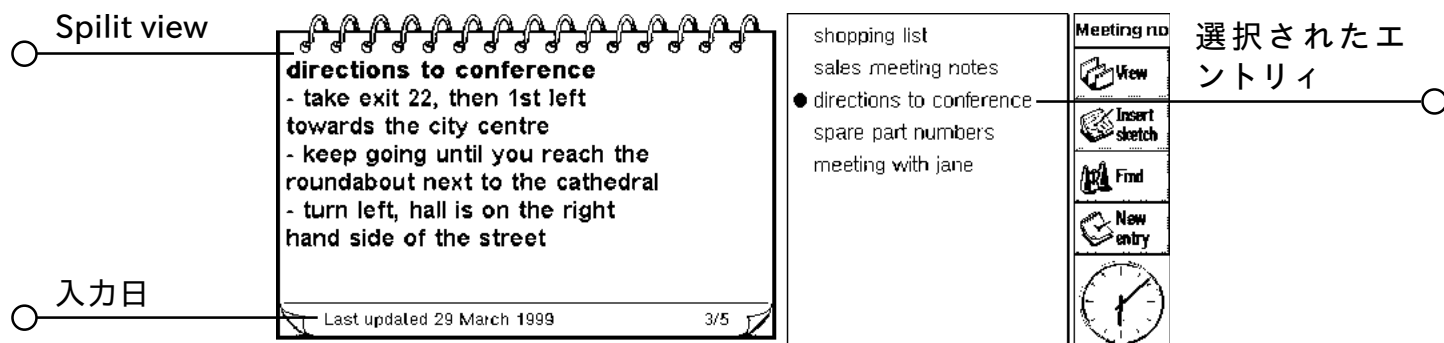 Spilit view
directions to conference
- take exit 22, then 1st left
towards the city centre
- keep going until you reach the
roundabout next to the cathedral
- turn left, hall is on the right
hand side of the street
入力日
Last updated 29 March 1999
3/5
shopping list
sales meeting notes
directions to conference
spare part numbers
meeting with jane
Meeting no
View
Insert
sketch
Find
New
entry
選択されたエ
ントリィ